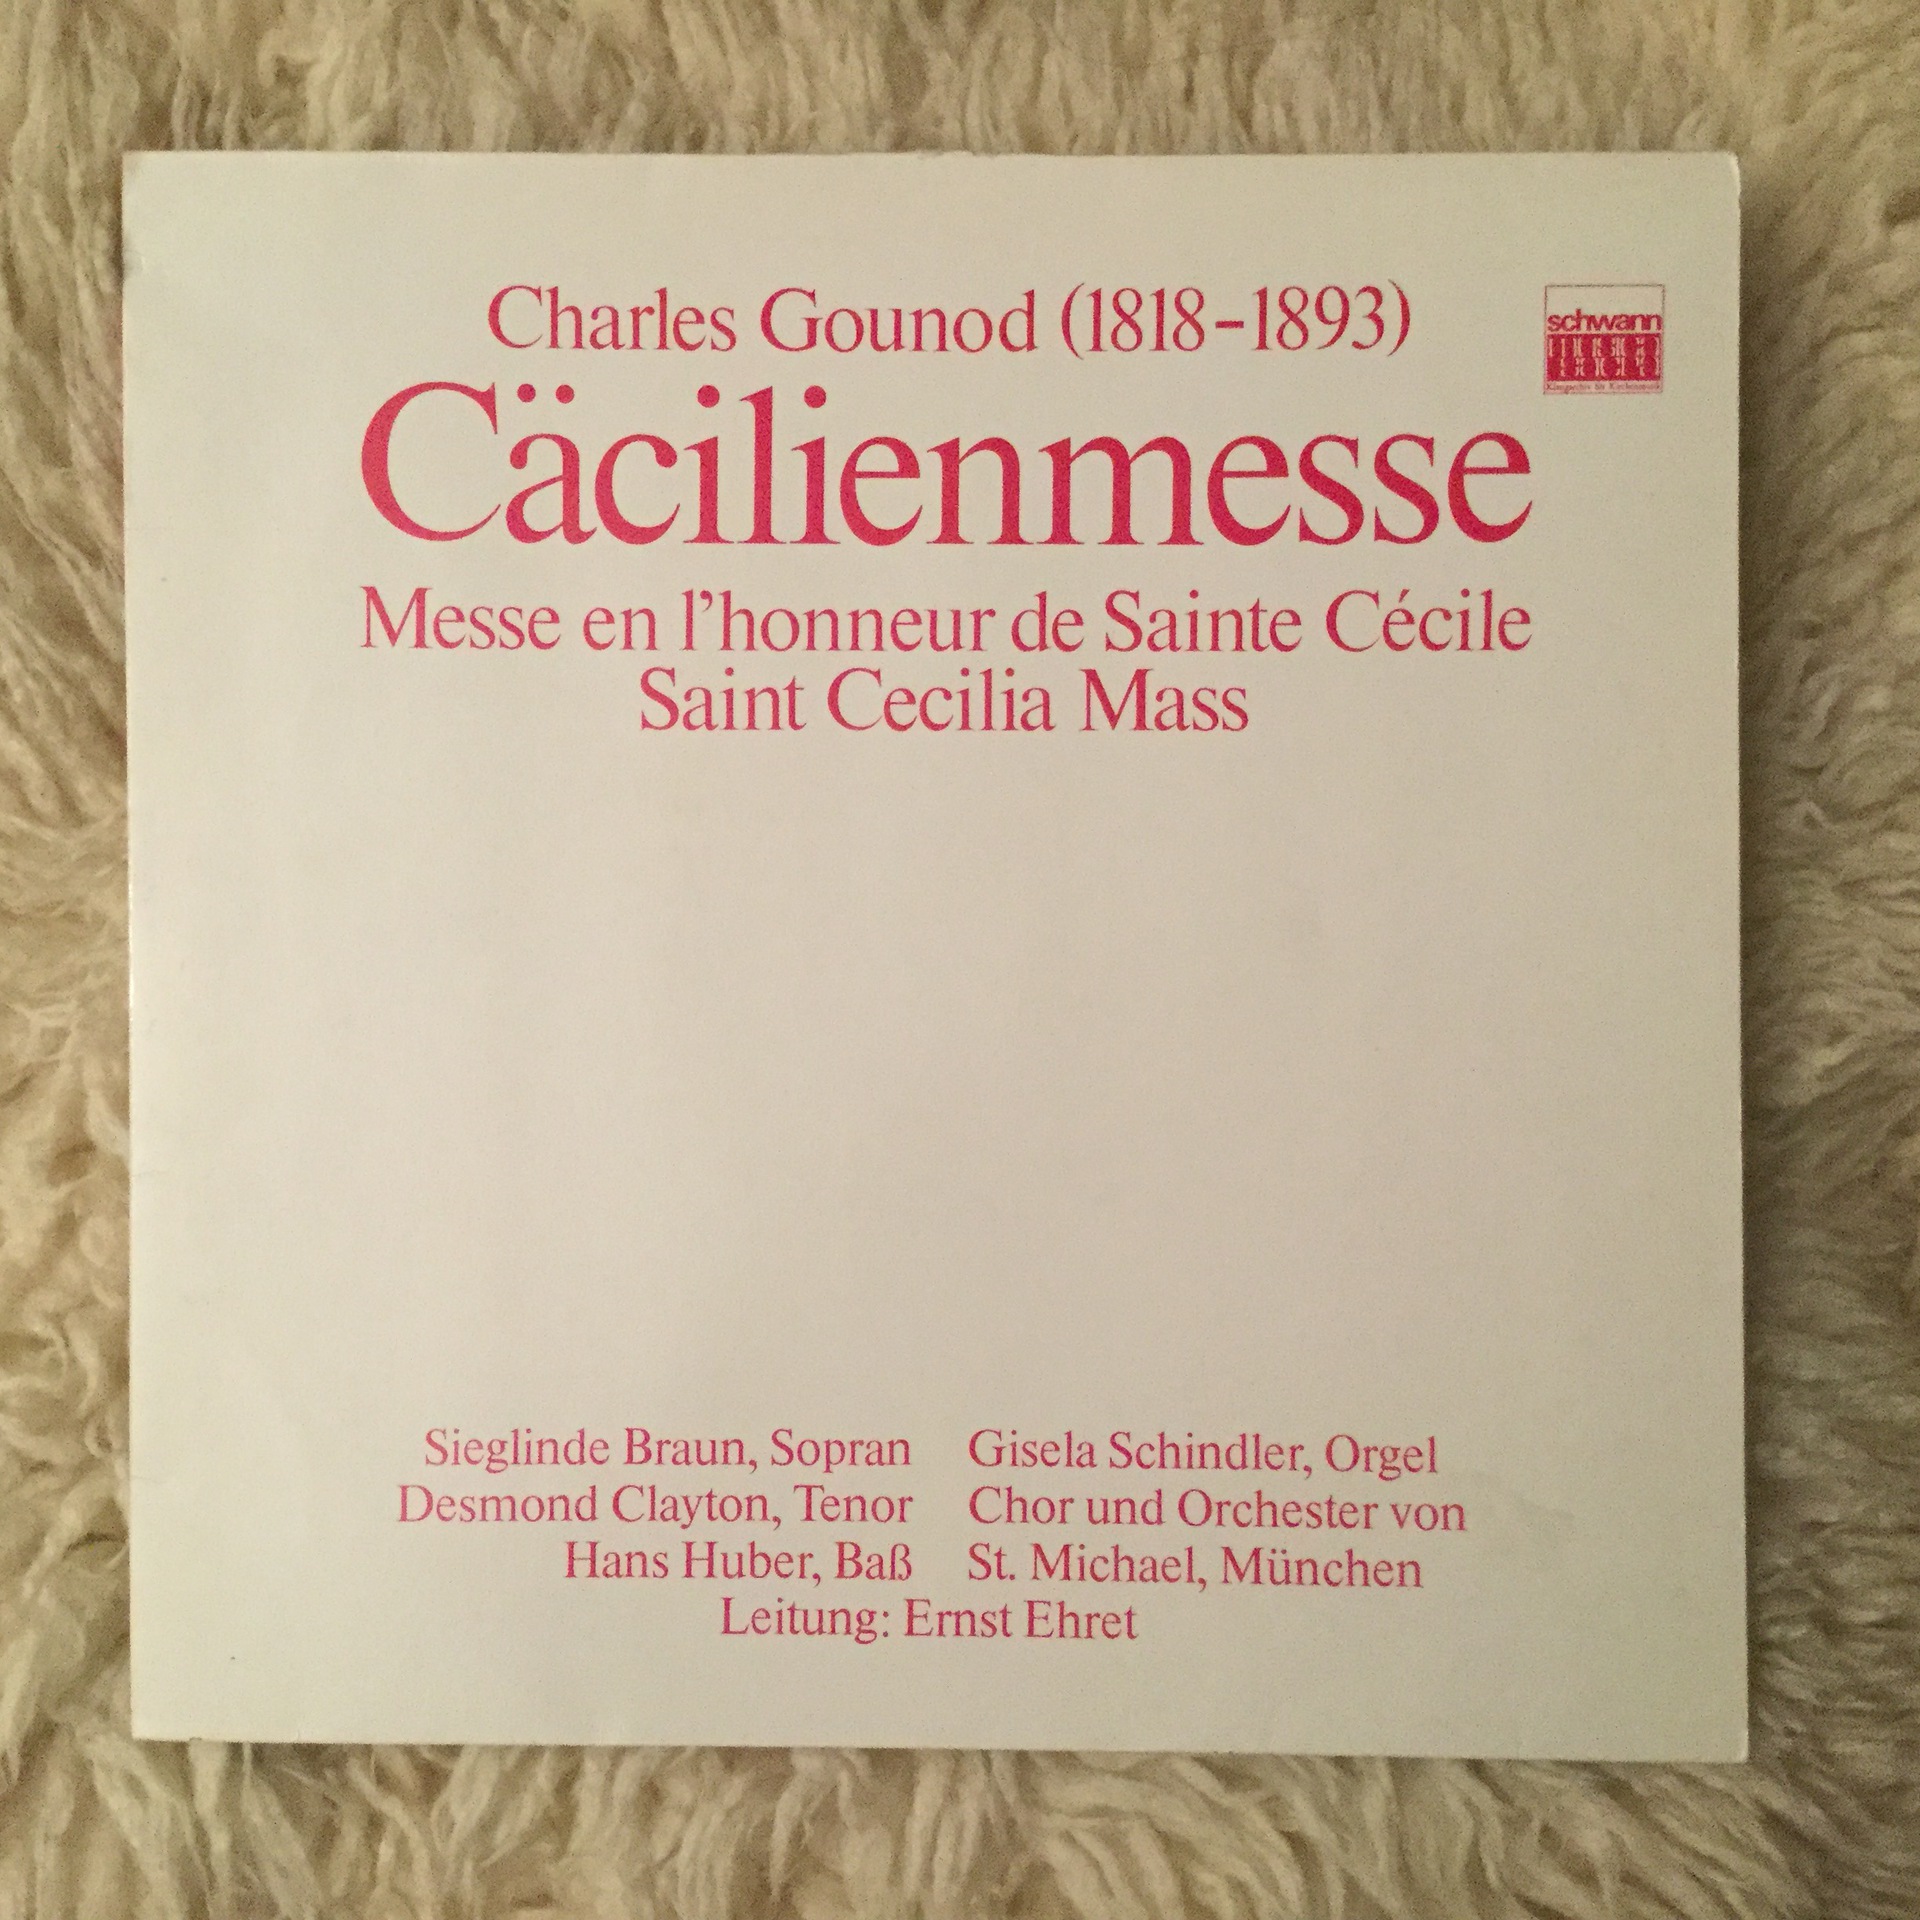 Charles Gounod (1818-1893)
schwann
Cäcilienmesse
Messe en l'honneur de Sainte Cécile
Saint Cecilia Mass
Sieglinde Braun, Sopran
Desmond Clayton, Tenor
Hans Huber, Baß
Gisela Schindler, Orgel
Chor und Orchester von
St. Michael, München
Leitung: Ernst Ehret